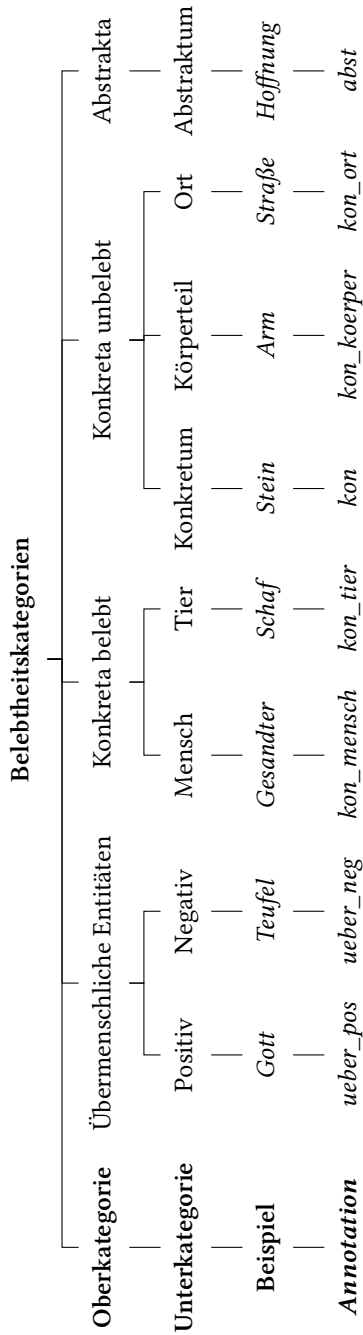 Belebtheitskategorien
Oberkategorie Übermenschliche Entitäten Konkreta belebt Konkreta unbelebt Abstrakta
Unterkategorie Positiv Negativ Mensch Tier Konkretum Körperteil Ort Abstraktum
Beispiel Gott Teufel Gesandter Schaf Stein Arm Straße Hoffnung
Annotation ueber_pos ueber_neg kon_mensch kon_tier kon kon_koerper kon_ort abst